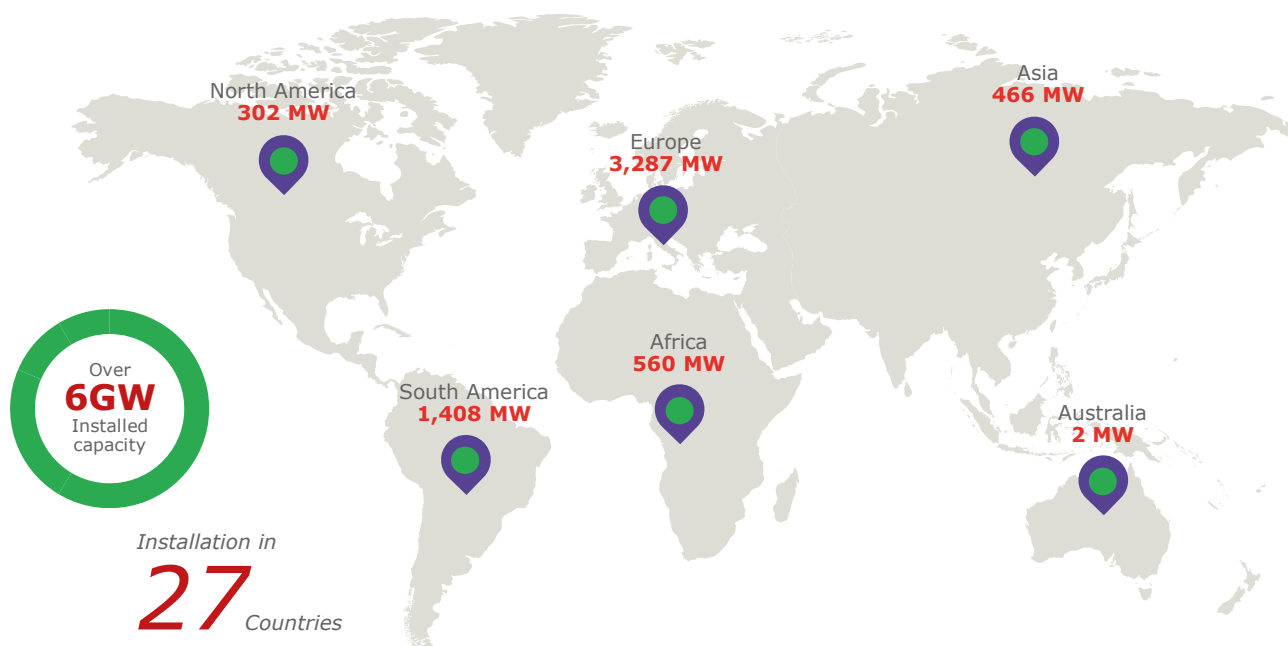 North America
302 MW
Asia
466 MW
Europe
3,287 MW
Africa
560 MW
South America
1,408 MW
Australia
2 MW
Over
6GW
Installed
capacity
Installation in
27 Countries